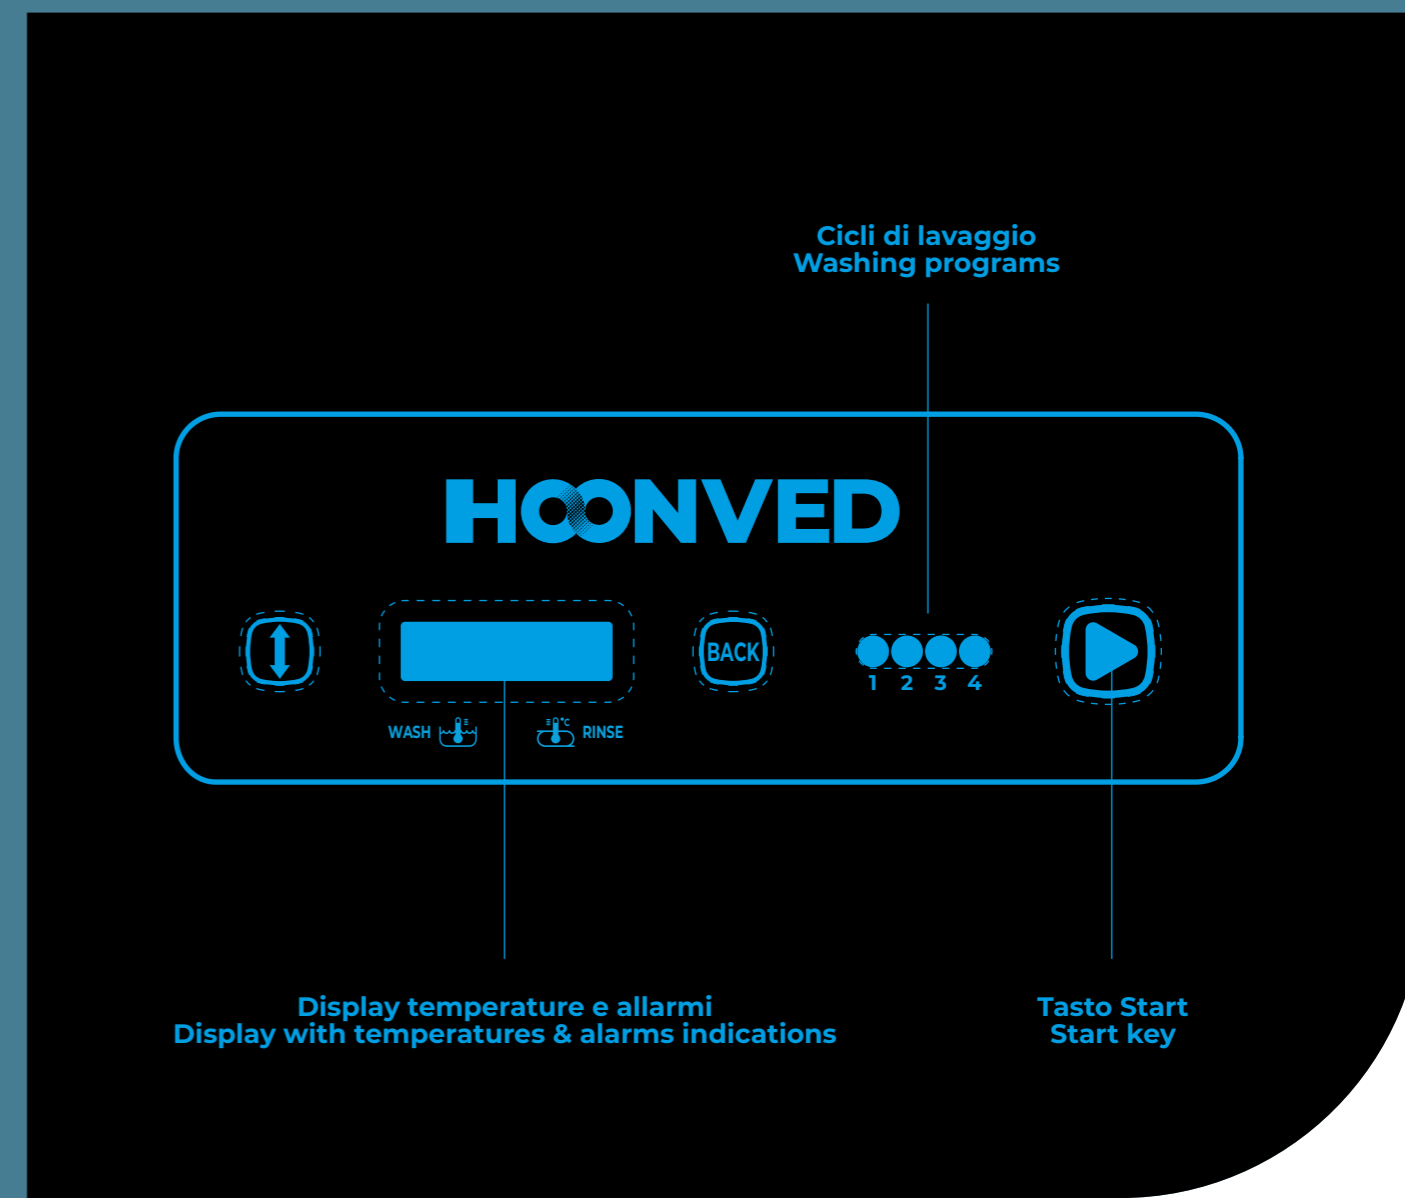 Cicli di lavaggio
Washing programs
HOONVED
BACK
1 2 3 4
WASH
°C RINSE
Display temperature e allarmi
Display with temperatures & alarms indications
Tasto Start
Start key